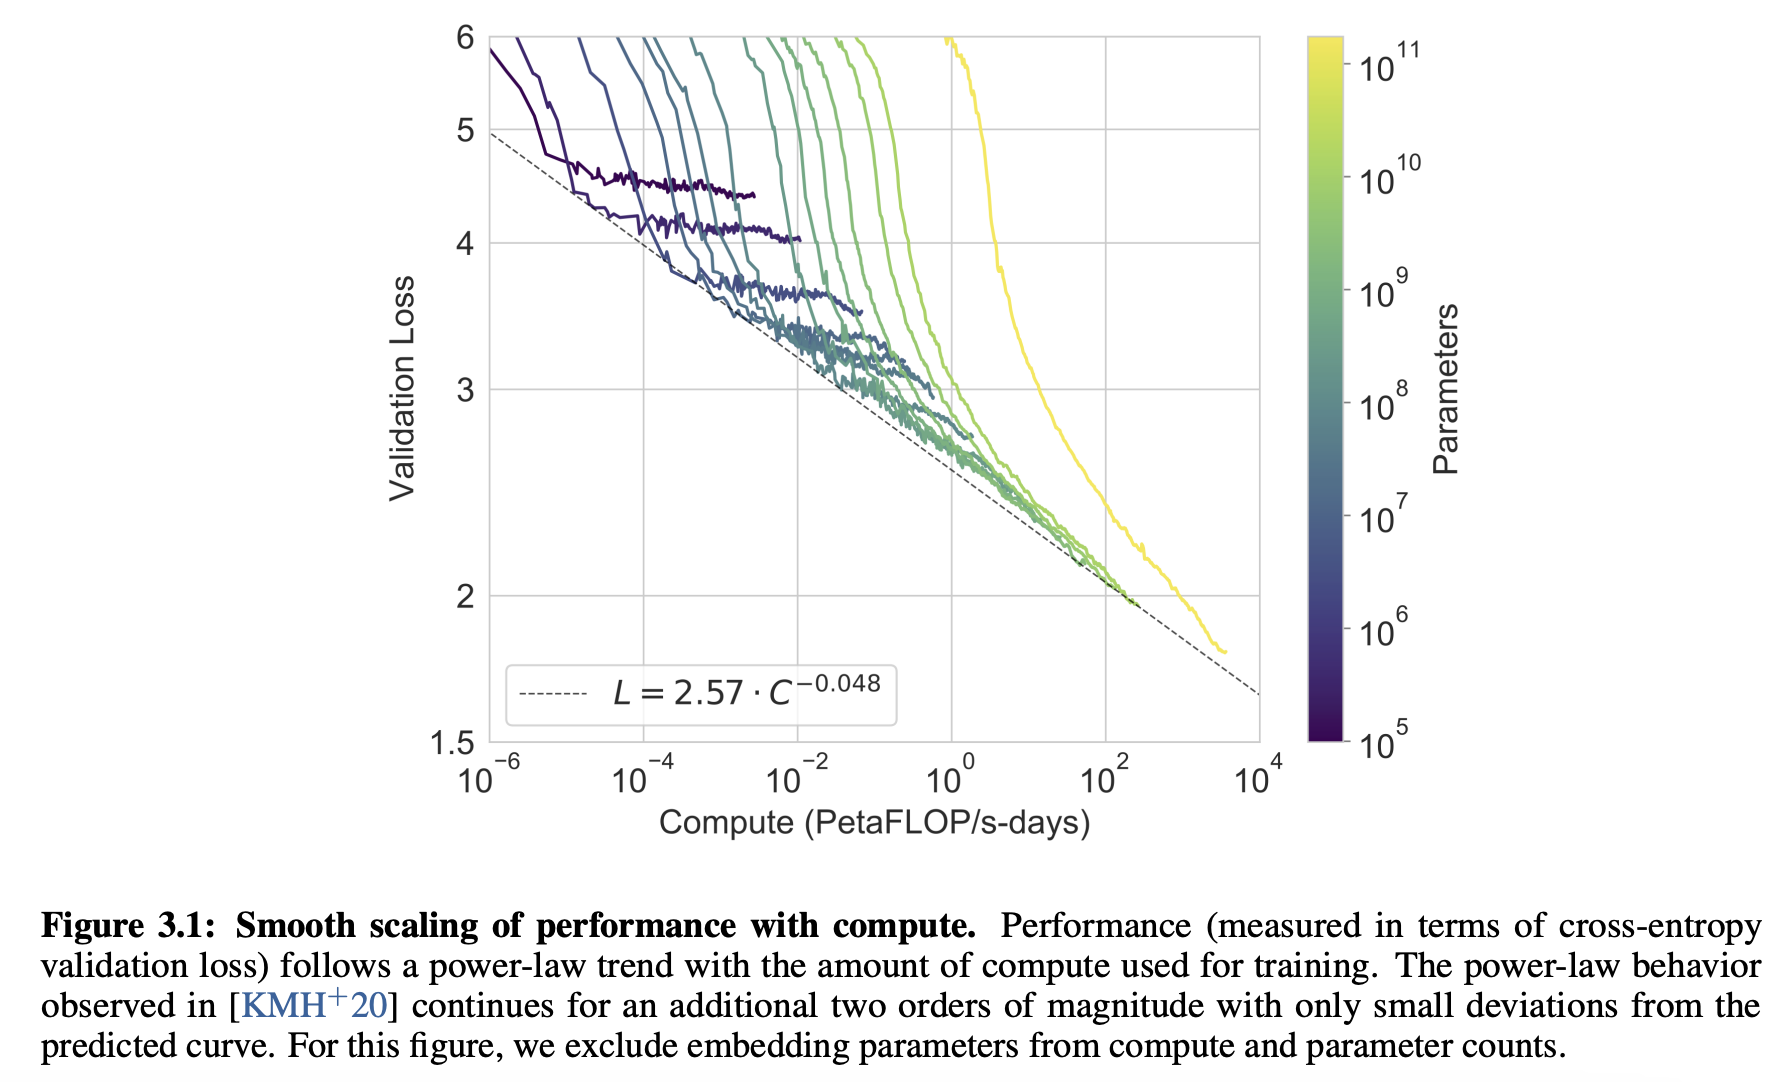 6
5
4
3
2
1.5
Validation Loss
10^−6 10^−4 10^−2 10^0 10^2 10^4
Compute (PetaFLOP/s-days)
L = 2.57 · C^−0.048
10^11
10^10
10^9
10^8
10^7
10^6
10^5
Parameters
Figure 3.1: Smooth scaling of performance with compute. Performance (measured in terms of cross-entropy
validation loss) follows a power-law trend with the amount of compute used for training. The power-law behavior
observed in [KMH+20] continues for an additional two orders of magnitude with only small deviations from the
predicted curve. For this figure, we exclude embedding parameters from compute and parameter counts.